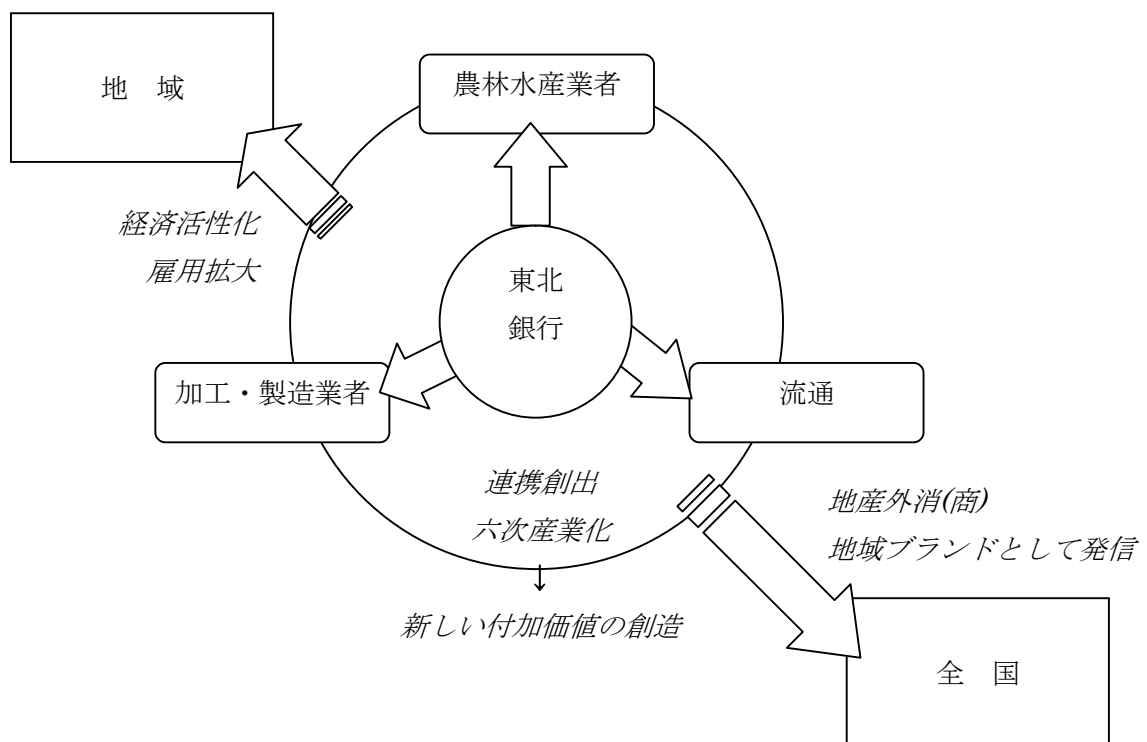 地　域
農林水産業者
経済活性化
雇用拡大
東北
銀行
加工・製造業者
流通
連携創出
六次産業化
地産外消(商)
地域ブランドとして発信
新しい付加価値の創造
全　国